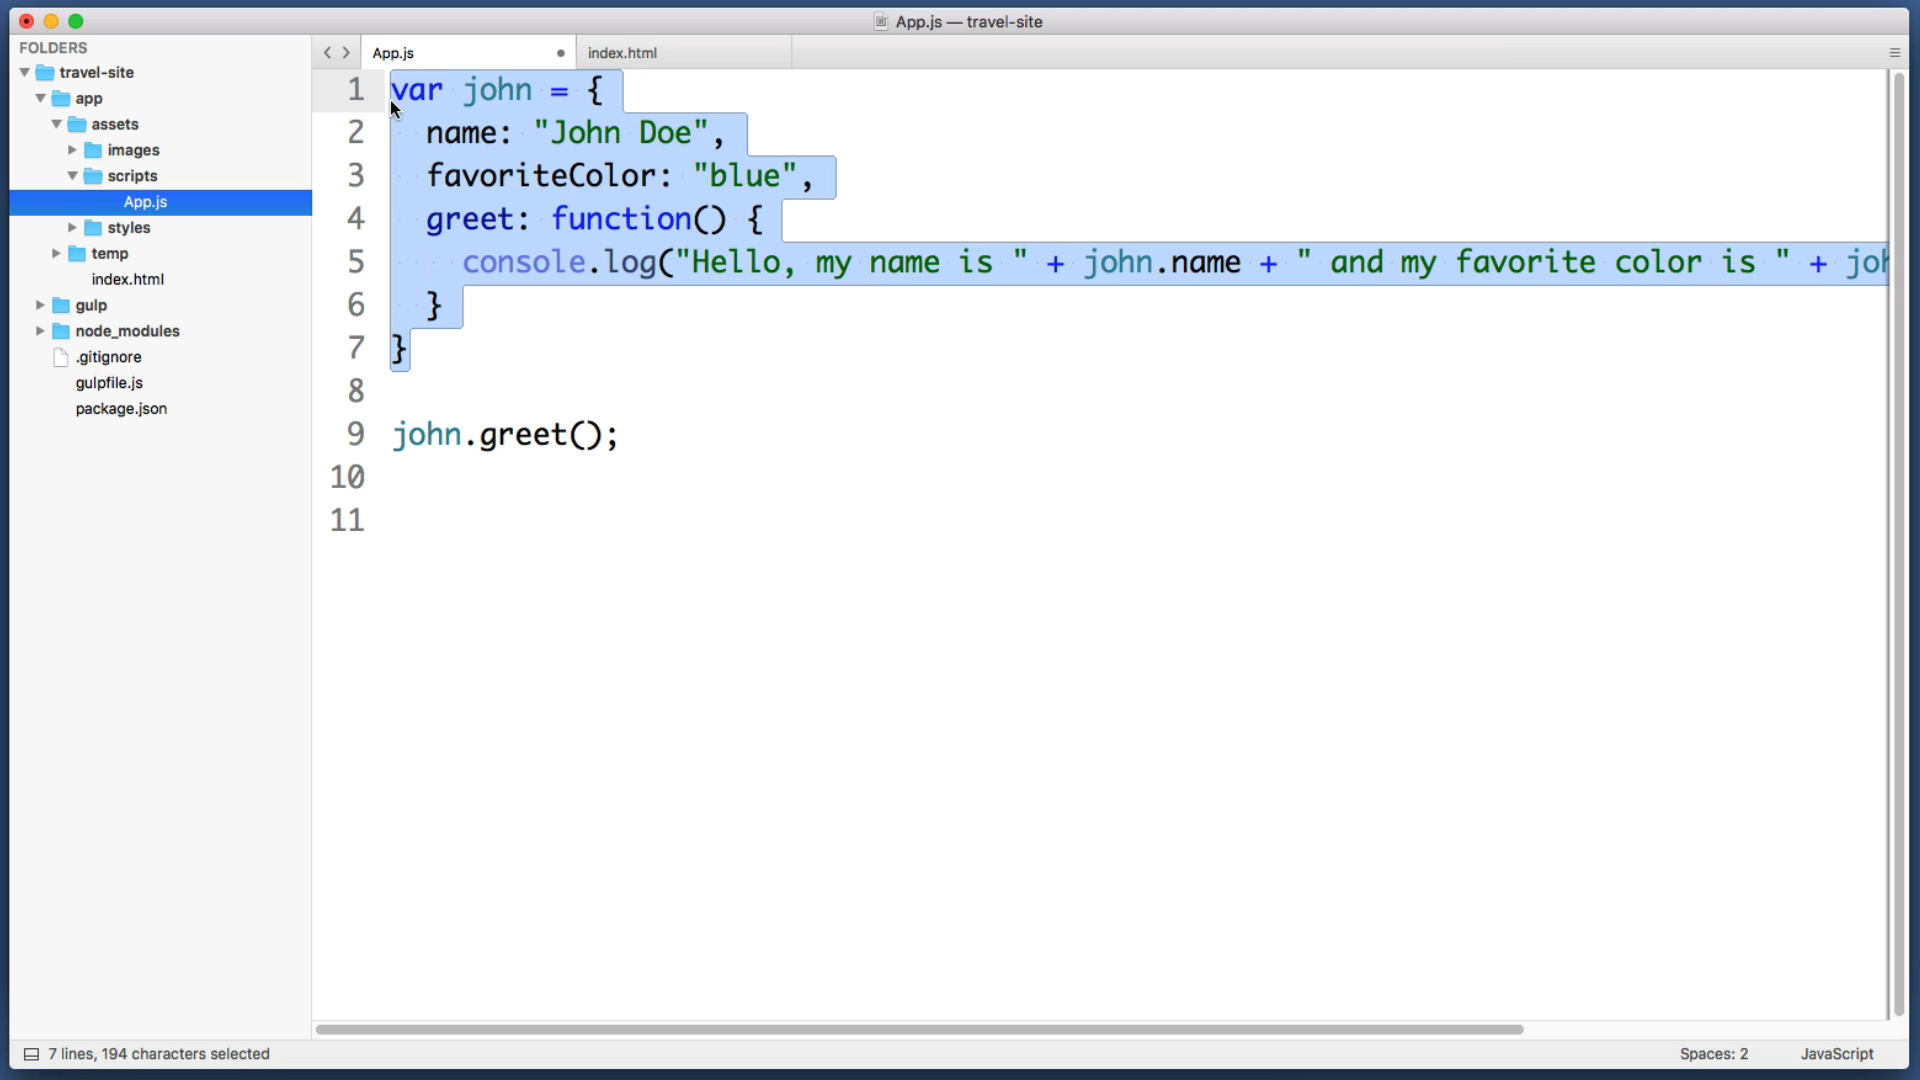 App.js — travel-site
FOLDERS
travel-site
app
assets
images
scripts
App.js
styles
temp
index.html
gulp
node_modules
.gitignore
gulpfile.js
package.json
App.js
index.html
1 var john = {
2 name: "John Doe",
3 favoriteColor: "blue",
4 greet: function() {
5 console.log("Hello, my name is " + john.name + " and my favorite color is " + joh
6 }
7 }
8
9 john.greet();
10
11
7 lines, 194 characters selected
Spaces: 2
JavaScript